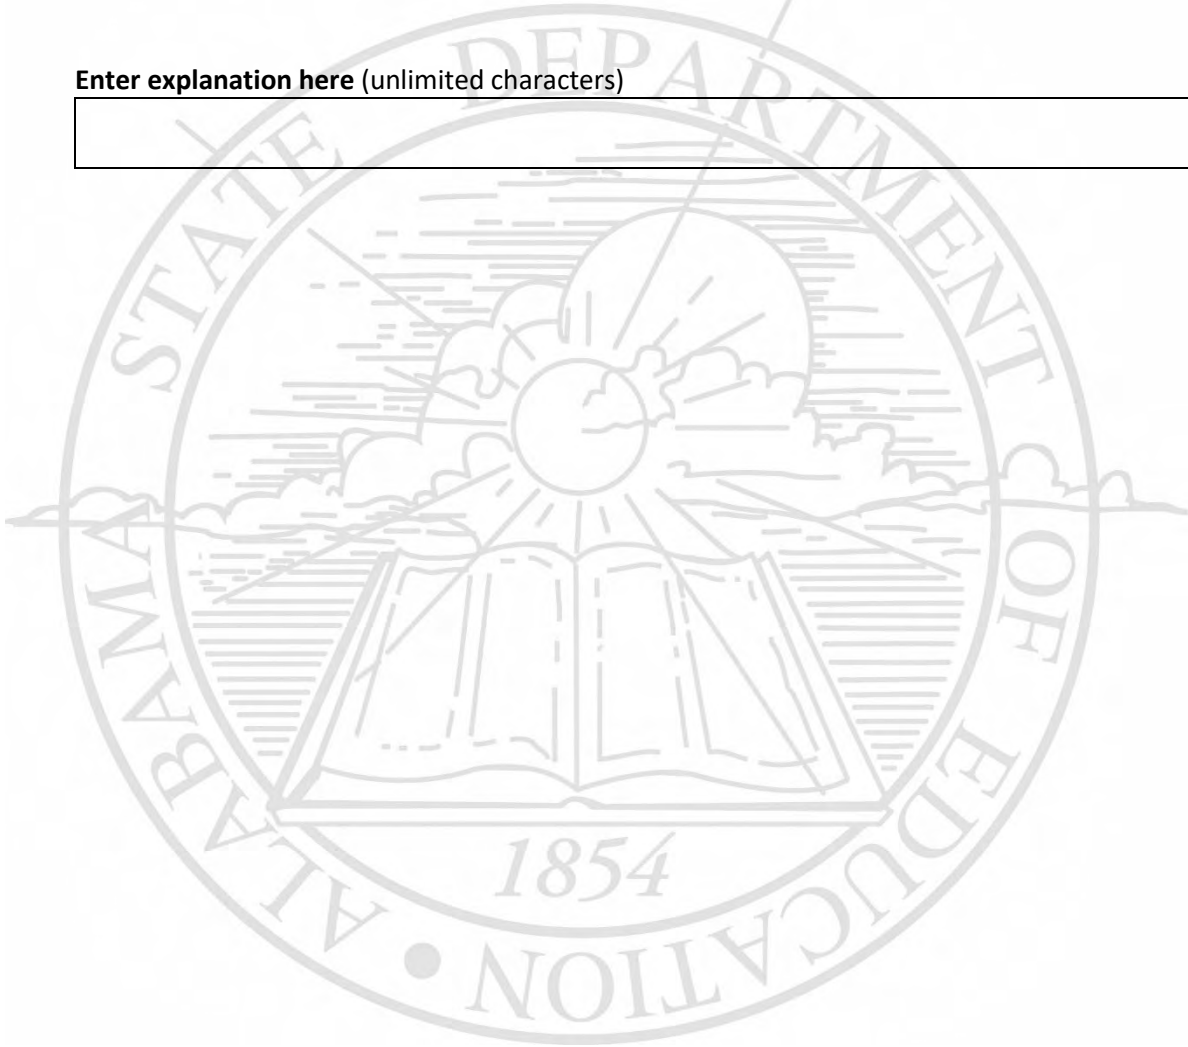 Enter explanation here (unlimited characters)
ALABAMA STATE DEPARTMENT OF EDUCATION •
1854